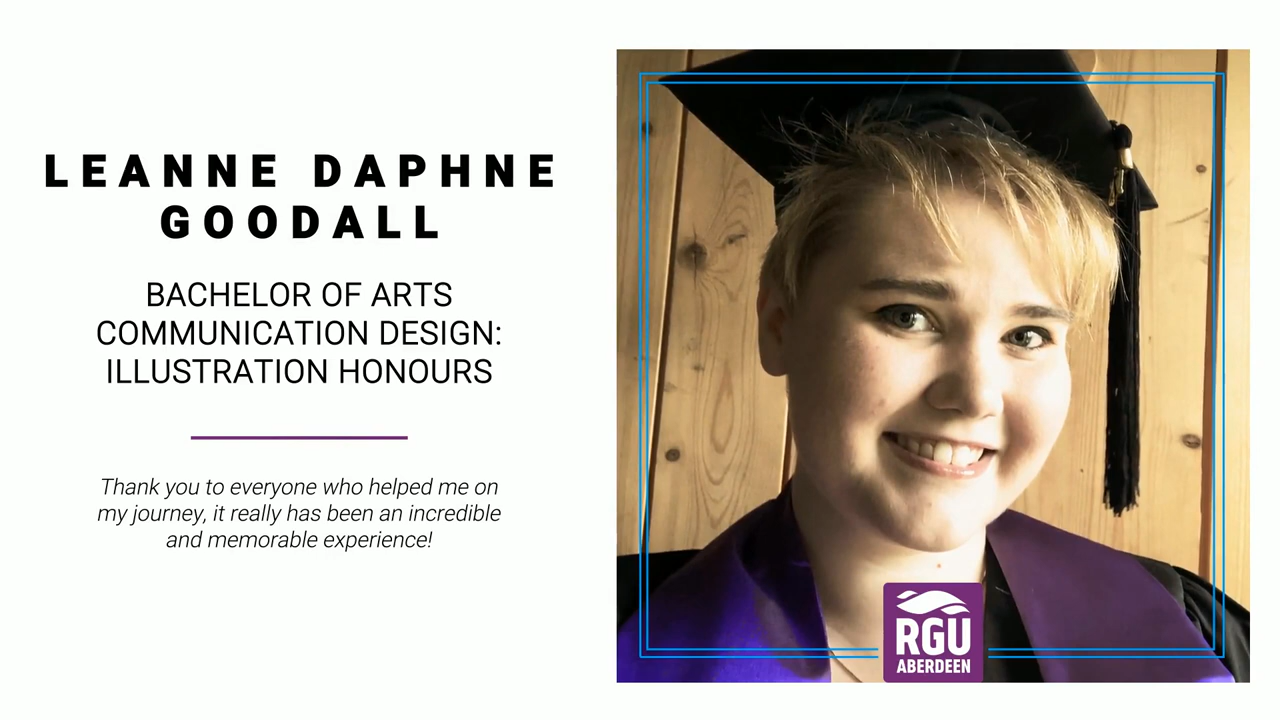 LEANNE DAPHNE
GOODALL
BACHELOR OF ARTS
COMMUNICATION DESIGN:
ILLUSTRATION HONOURS
Thank you to everyone who helped me on
my journey, it really has been an incredible
and memorable experience!
RGU
ABERDEEN